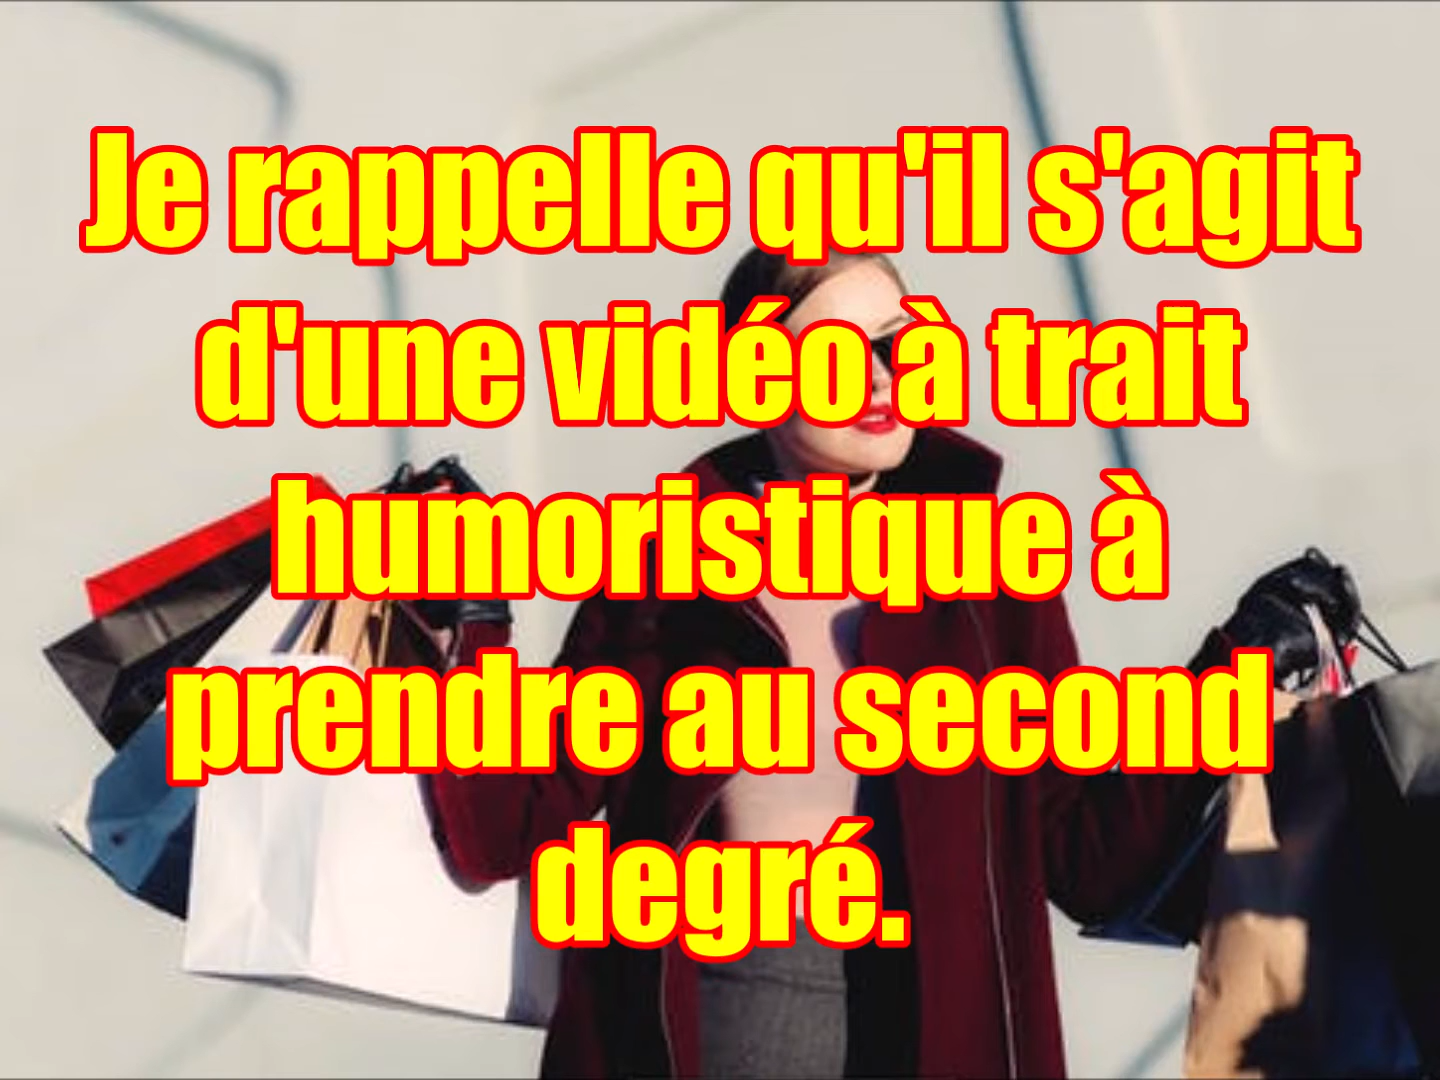 Je rappelle qu'il s'agit
d'une vidéo à trait
humoristique à
prendre au second
degré.